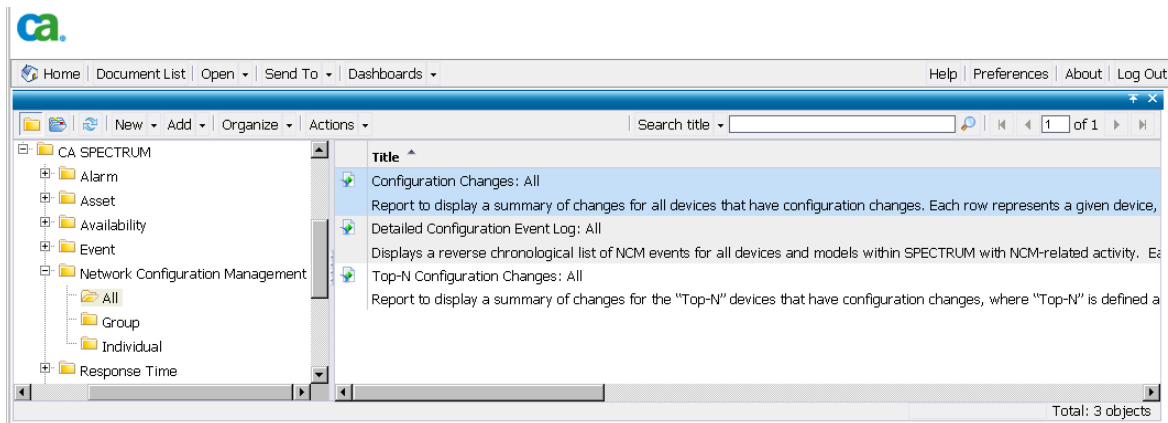 ca.
Home Document List Open Send To Dashboards Help Preferences About Log Out
New Add Organize Actions Search title 1 of 1
CA SPECTRUM
Alarm
Asset
Availability
Event
Network Configuration Management
All
Group
Individual
Response Time
Title
Configuration Changes: All
Report to display a summary of changes for all devices that have configuration changes. Each row represents a given device,
Detailed Configuration Event Log: All
Displays a reverse chronological list of NCM events for all devices and models within SPECTRUM with NCM-related activity. Ea
Top-N Configuration Changes: All
Report to display a summary of changes for the "Top-N" devices that have configuration changes, where "Top-N" is defined a
Total: 3 objects